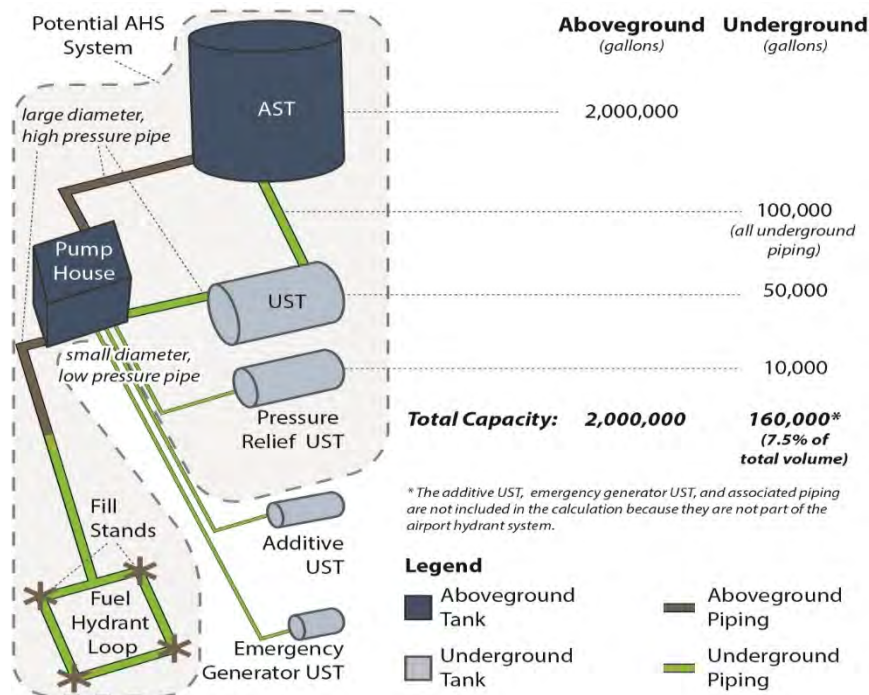 Potential AHS
System
Aboveground
(gallons)
Underground
(gallons)
large diameter,
high pressure pipe
AST
2,000,000
100,000
(all underground
piping)
Pump
House
UST
50,000
small diameter,
low pressure pipe
10,000
Pressure
Relief UST
Total Capacity:
2,000,000
160,000*
(7.5% of
total volume)
* The additive UST, emergency generator UST, and associated piping
are not included in the calculation because they are not part of the
airport hydrant system.
Fill
Stands
Additive
UST
Fuel
Hydrant
Loop
Emergency
Generator UST
Legend
Aboveground
Tank
Aboveground
Piping
Underground
Tank
Underground
Piping